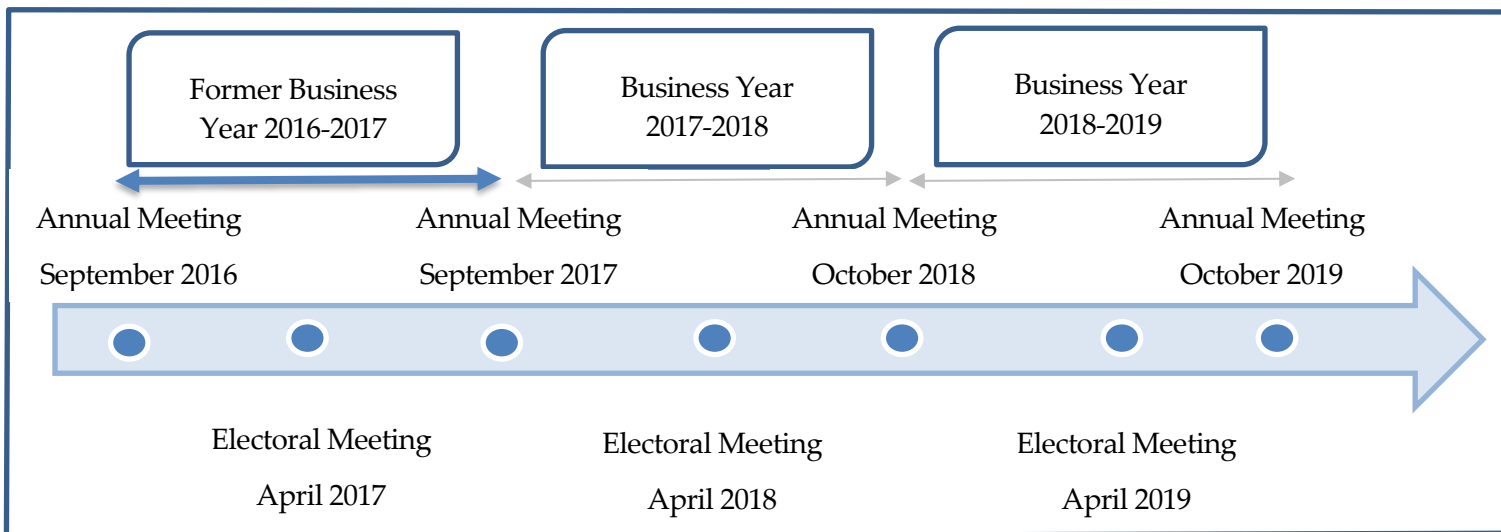 Former Business
Year 2016-2017
Business Year
2017-2018
Business Year
2018-2019
Annual Meeting
September 2016
Annual Meeting
September 2017
Annual Meeting
October 2018
Annual Meeting
October 2019
Electoral Meeting
April 2017
Electoral Meeting
April 2018
Electoral Meeting
April 2019